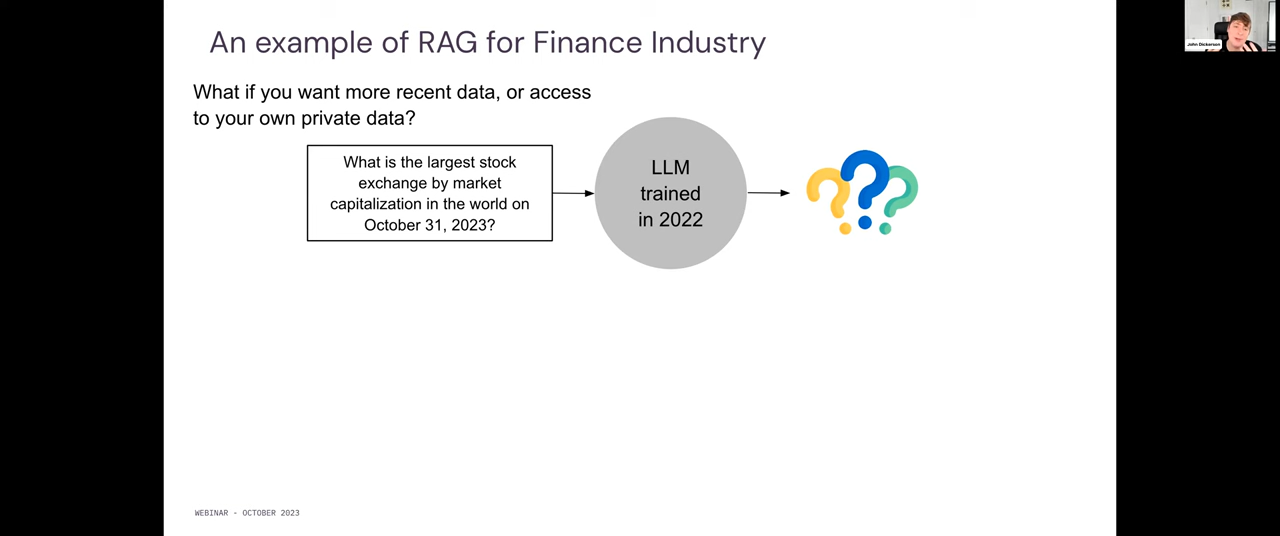 An example of RAG for Finance Industry
John Dickerson
What if you want more recent data, or access
to your own private data?
What is the largest stock
exchange by market
capitalization in the world on
October 31, 2023?
LLM
trained
in 2022
WEBINAR - OCTOBER 2023